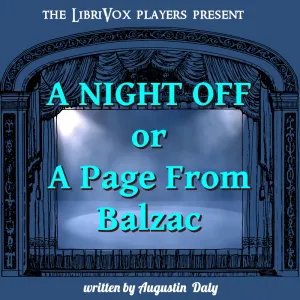 THE LIBRIVOX PLAYERS PRESENT
A NIGHT OFF
or
A Page From
Balzac
written by Augustin Daly